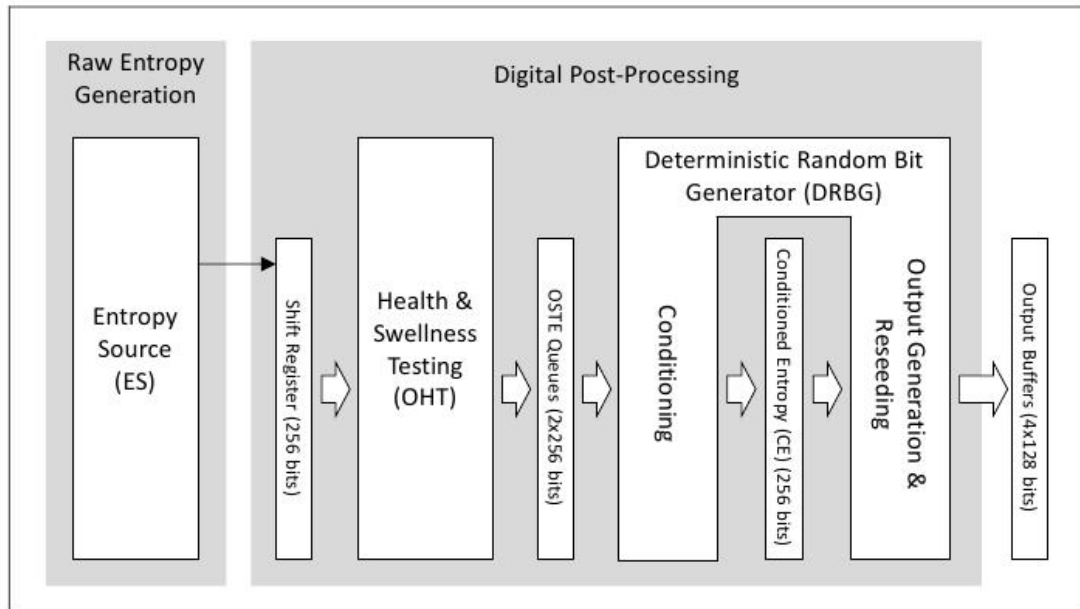 Raw Entropy
Generation
Digital Post-Processing
Entropy
Source
(ES)
Shift Register (256 bits)
Health &
Swellness
Testing
(OHT)
OSTE Queues (2x256 bits)
Deterministic Random Bit
Generator (DRBG)
Conditioning
Conditioned Entropy (CE) (256 bits)
Output Generation &
Reseeding
Output Buffers (4x128 bits)